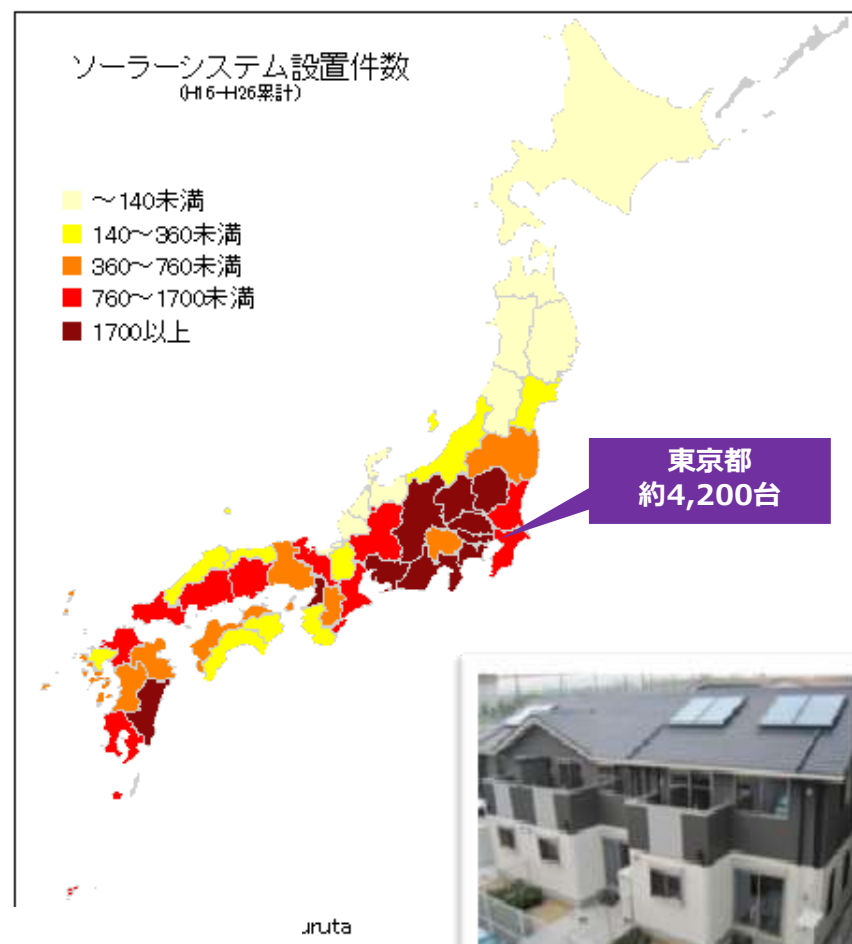 ソーラーシステム設置件数
(H16-H26累計)
～140未満
140～360未満
360～760未満
760～1700未満
1700以上
東京都
約4,200台